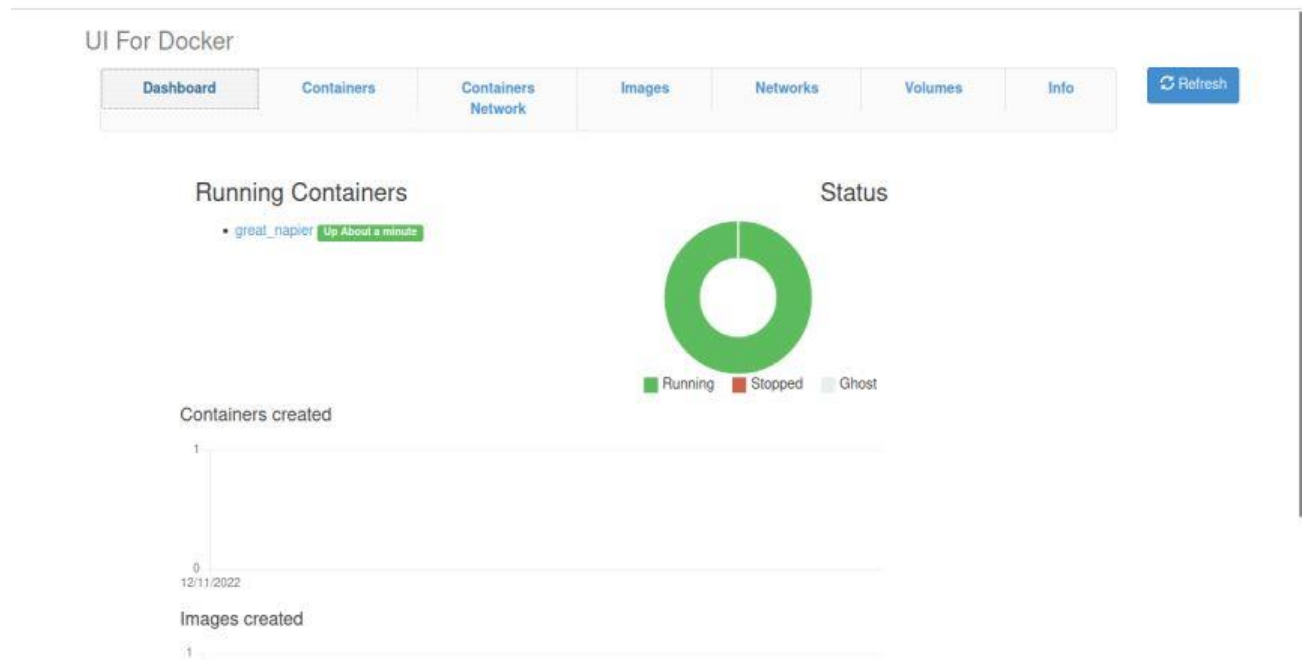 UI For Docker
Dashboard
Containers
Containers
Network
Images
Networks
Volumes
Info
Refresh
Running Containers
great_napier Up About a minute
Status
Running Stopped Ghost
Containers created
1
0
12/11/2022
Images created
1